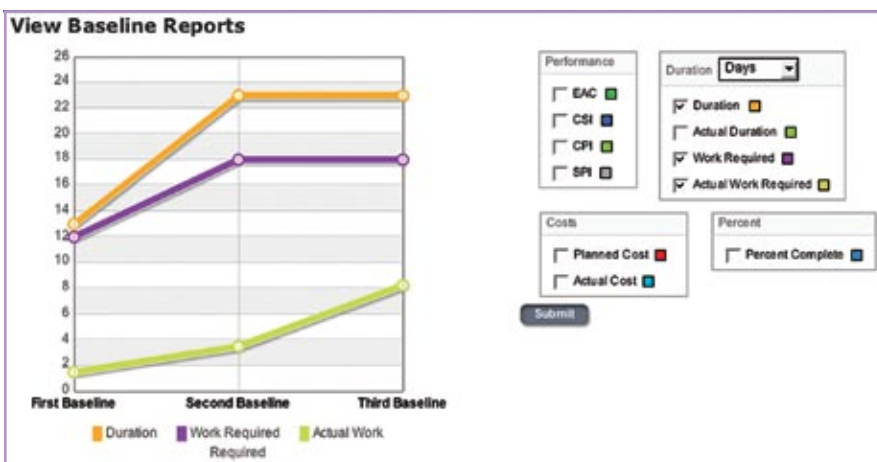 View Baseline Reports
26
24
22
20
18
16
14
12
10
8
6
4
2
0
First Baseline Second Baseline Third Baseline
Duration Work Required Actual Work
Required
Performance
EAC
CSI
CPI
SPI
Duration Days
Duration
Actual Duration
Work Required
Actual Work Required
Costs
Planned Cost
Actual Cost
Percent
Percent Complete
Submit